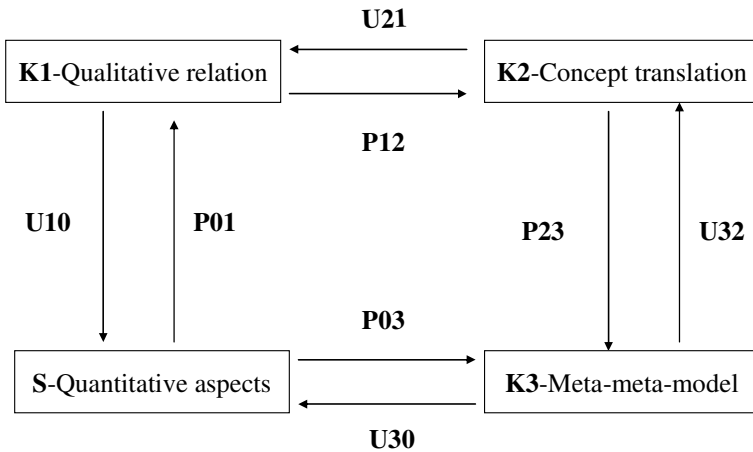 U21
K1-Qualitative relation
K2-Concept translation
P12
U10
P01
P23
U32
P03
S-Quantitative aspects
K3-Meta-meta-model
U30